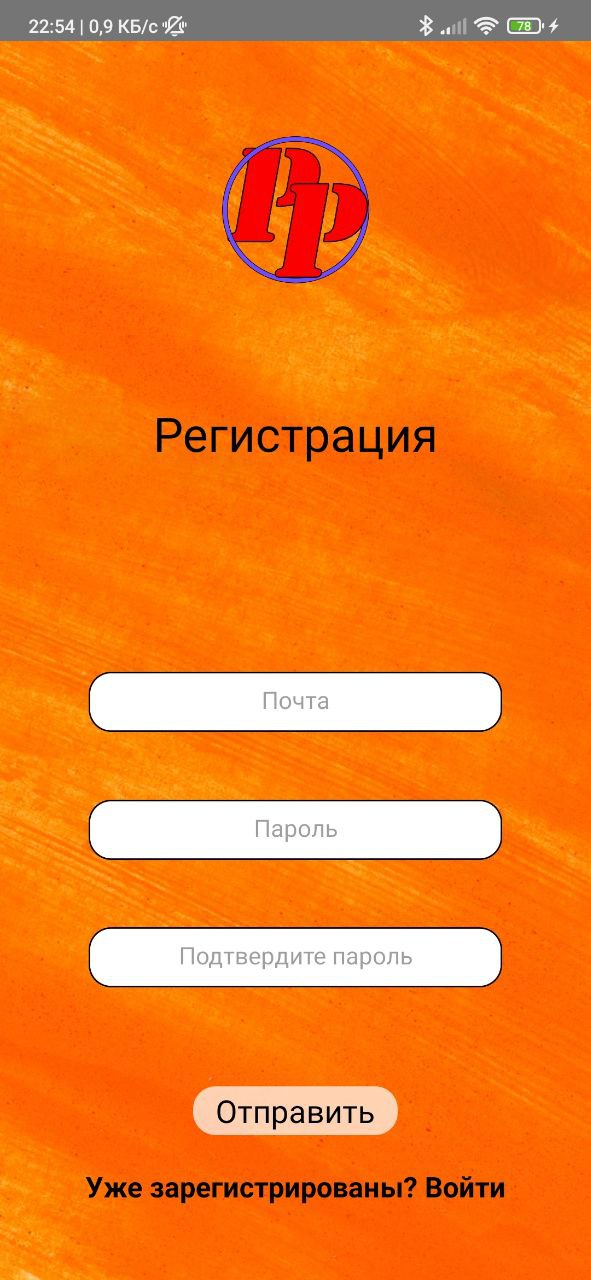 22:54 | 0,9 КБ/с
78
PP
Регистрация
Почта
Пароль
Подтвердите пароль
Отправить
Уже зарегистрированы? Войти